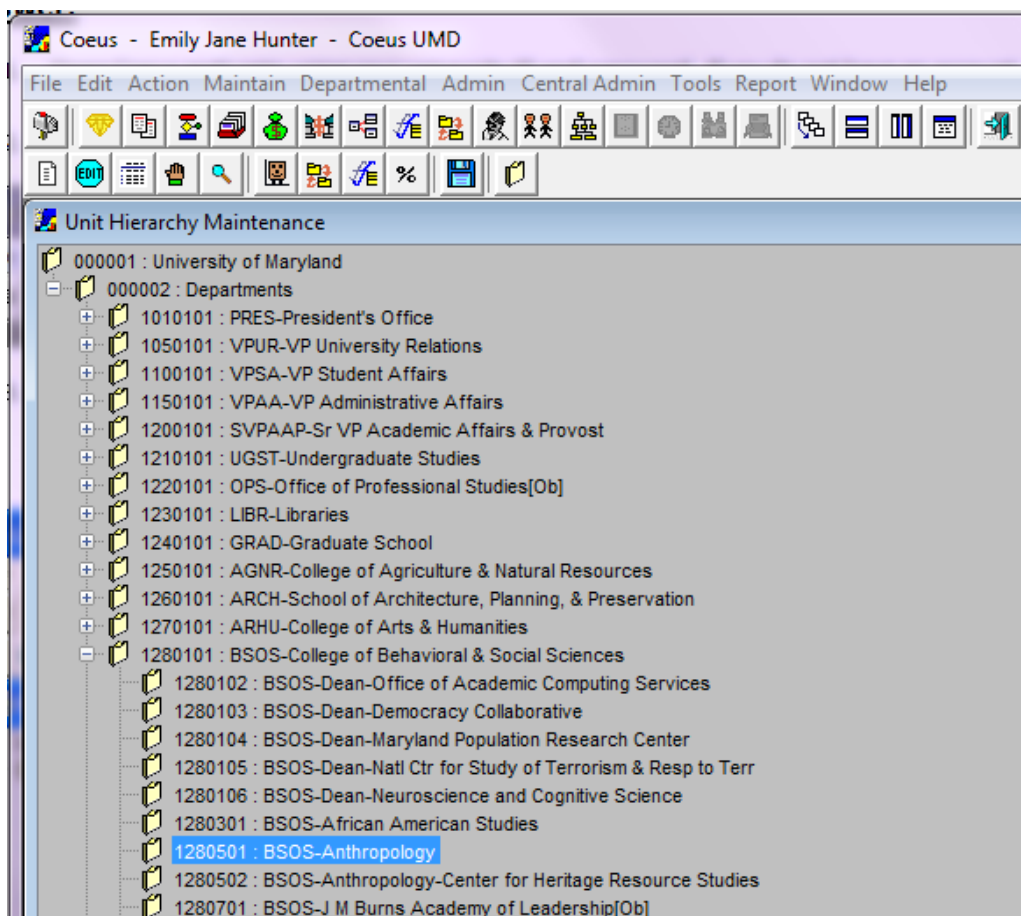 Coeus - Emily Jane Hunter - Coeus UMD
File Edit Action Maintain Departmental Admin Central Admin Tools Report Window Help
EDIT %
Unit Hierarchy Maintenance
000001 : University of Maryland
000002 : Departments
1010101 : PRES-President's Office
1050101 : VPUR-VP University Relations
1100101 : VPSA-VP Student Affairs
1150101 : VPAA-VP Administrative Affairs
1200101 : SVPAAP-Sr VP Academic Affairs & Provost
1210101 : UGST-Undergraduate Studies
1220101 : OPS-Office of Professional Studies[Ob]
1230101 : LIBR-Libraries
1240101 : GRAD-Graduate School
1250101 : AGNR-College of Agriculture & Natural Resources
1260101 : ARCH-School of Architecture, Planning, & Preservation
1270101 : ARHU-College of Arts & Humanities
1280101 : BSOS-College of Behavioral & Social Sciences
1280102 : BSOS-Dean-Office of Academic Computing Services
1280103 : BSOS-Dean-Democracy Collaborative
1280104 : BSOS-Dean-Maryland Population Research Center
1280105 : BSOS-Dean-Natl Ctr for Study of Terrorism & Resp to Terr
1280106 : BSOS-Dean-Neuroscience and Cognitive Science
1280301 : BSOS-African American Studies
1280501 : BSOS-Anthropology
1280502 : BSOS-Anthropology-Center for Heritage Resource Studies
1280701 : BSOS-J M Burns Academy of Leadership[Ob]